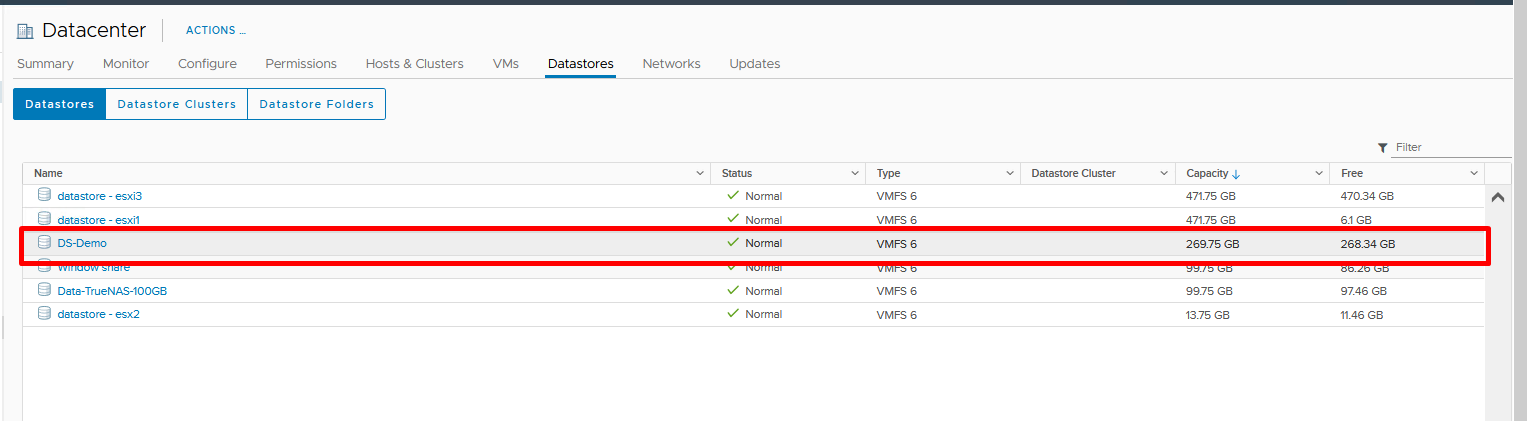 Datacenter ACTIONS ...
Summary Monitor Configure Permissions Hosts & Clusters VMs Datastores Networks Updates
Datastores Datastore Clusters Datastore Folders
Filter
Name Status Type Datastore Cluster Capacity Free
datastore - esxi3 Normal VMFS 6 471.75 GB 470.34 GB
datastore - esxi1 Normal VMFS 6 471.75 GB 6.1 GB
DS-Demo Normal VMFS 6 269.75 GB 268.34 GB
Window share Normal VMFS 6 99.75 GB 86.26 GB
Data-TrueNAS-100GB Normal VMFS 6 99.75 GB 97.46 GB
datastore - esx2 Normal VMFS 6 13.75 GB 11.46 GB